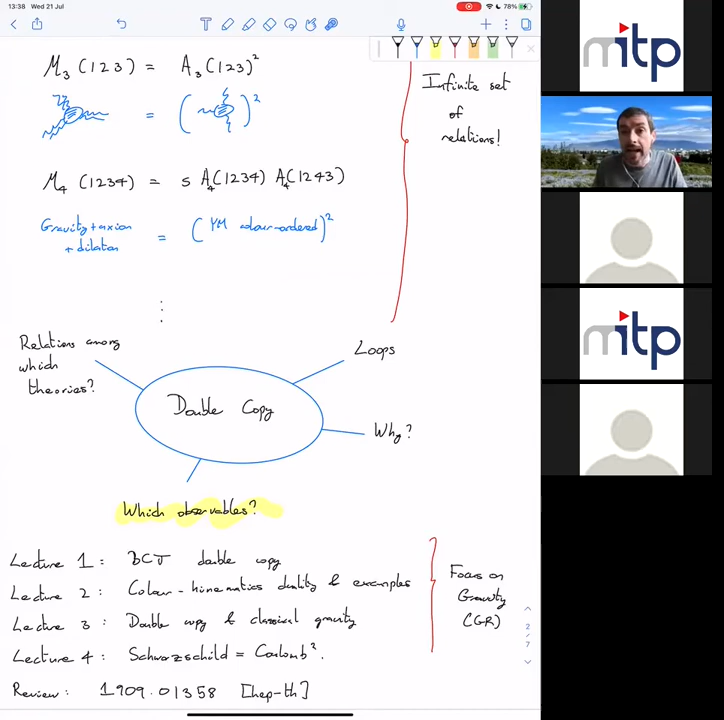 13:38 Wed 21 Jul
78%
M₃(123) = A₃(123)²
= ( )²
Infinite set
of
relations!
M₄(1234) = s A₄(1234) A₄(1243)
Gravity + axion
+ dilaton
= (YM colour-ordered)²
Relations among
which
theories?
Loops
Double Copy
Why?
Which observables?
Lecture 1: BCJ double copy
Lecture 2: Colour-kinematics duality & examples
Lecture 3: Double copy & classical gravity
Lecture 4: Schwarzschild = Coulomb².
Focus on
Gravity
(GR)
Review: 1909.01358 [hep-th]
2
/
7
mitp
mitp